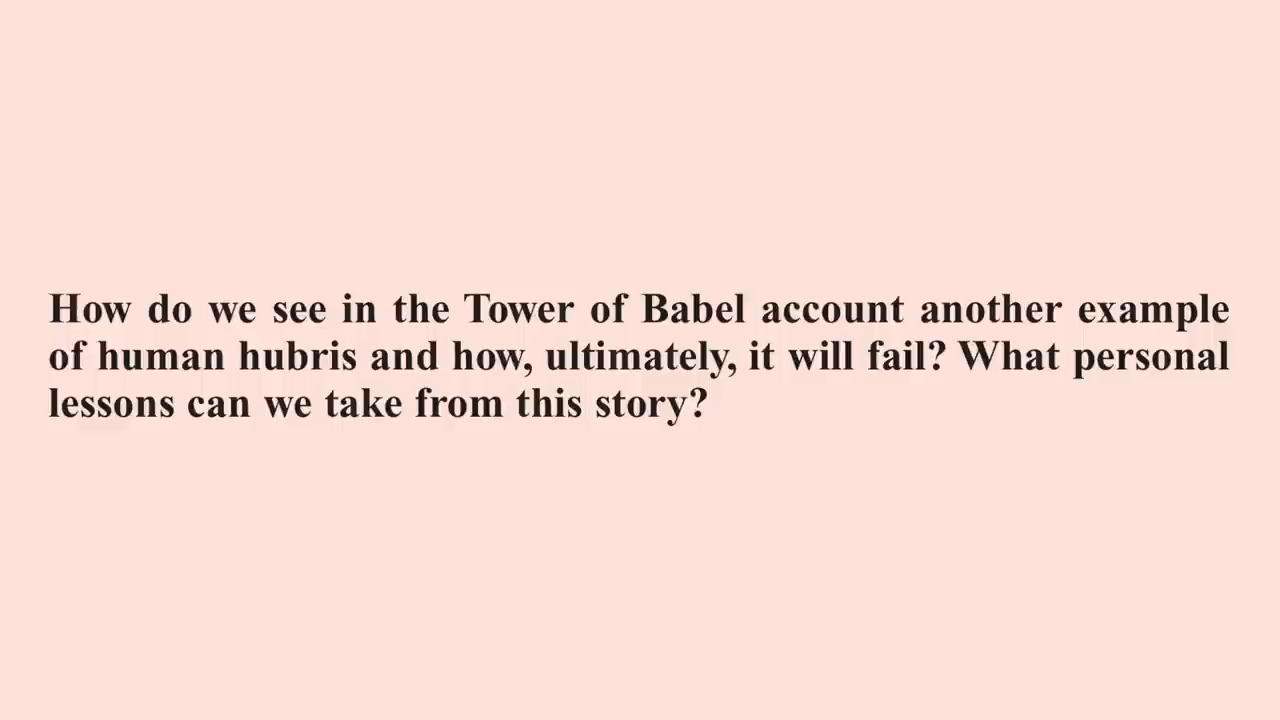 How do we see in the Tower of Babel account another example
of human hubris and how, ultimately, it will fail? What personal
lessons can we take from this story?